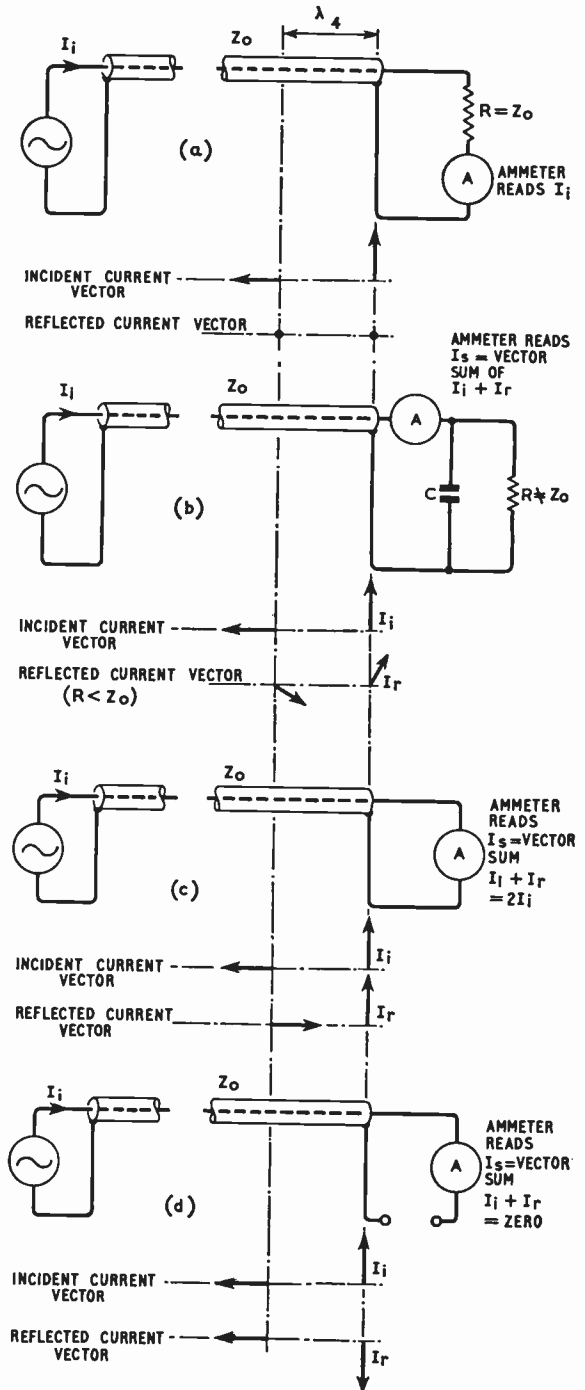 λ4
Ii
Zo
R=Zo
(a)
A
AMMETER
READS Ii
INCIDENT CURRENT
VECTOR
REFLECTED CURRENT VECTOR
AMMETER READS
Is = VECTOR
SUM OF
Ii + Ir
Ii
Zo
A
(b)
C
R≠Zo
INCIDENT CURRENT
VECTOR
Ii
REFLECTED CURRENT VECTOR
(R<Zo)
Ir
Ii
Zo
AMMETER
READS
Is=VECTOR
SUM
Ii + Ir
=2Ii
A
(c)
INCIDENT CURRENT
VECTOR
Ii
REFLECTED CURRENT
VECTOR
Ir
Ii
Zo
AMMETER
READS
Is=VECTOR
SUM
Ii + Ir
=ZERO
A
(d)
INCIDENT CURRENT
VECTOR
Ii
REFLECTED CURRENT
VECTOR
Ir